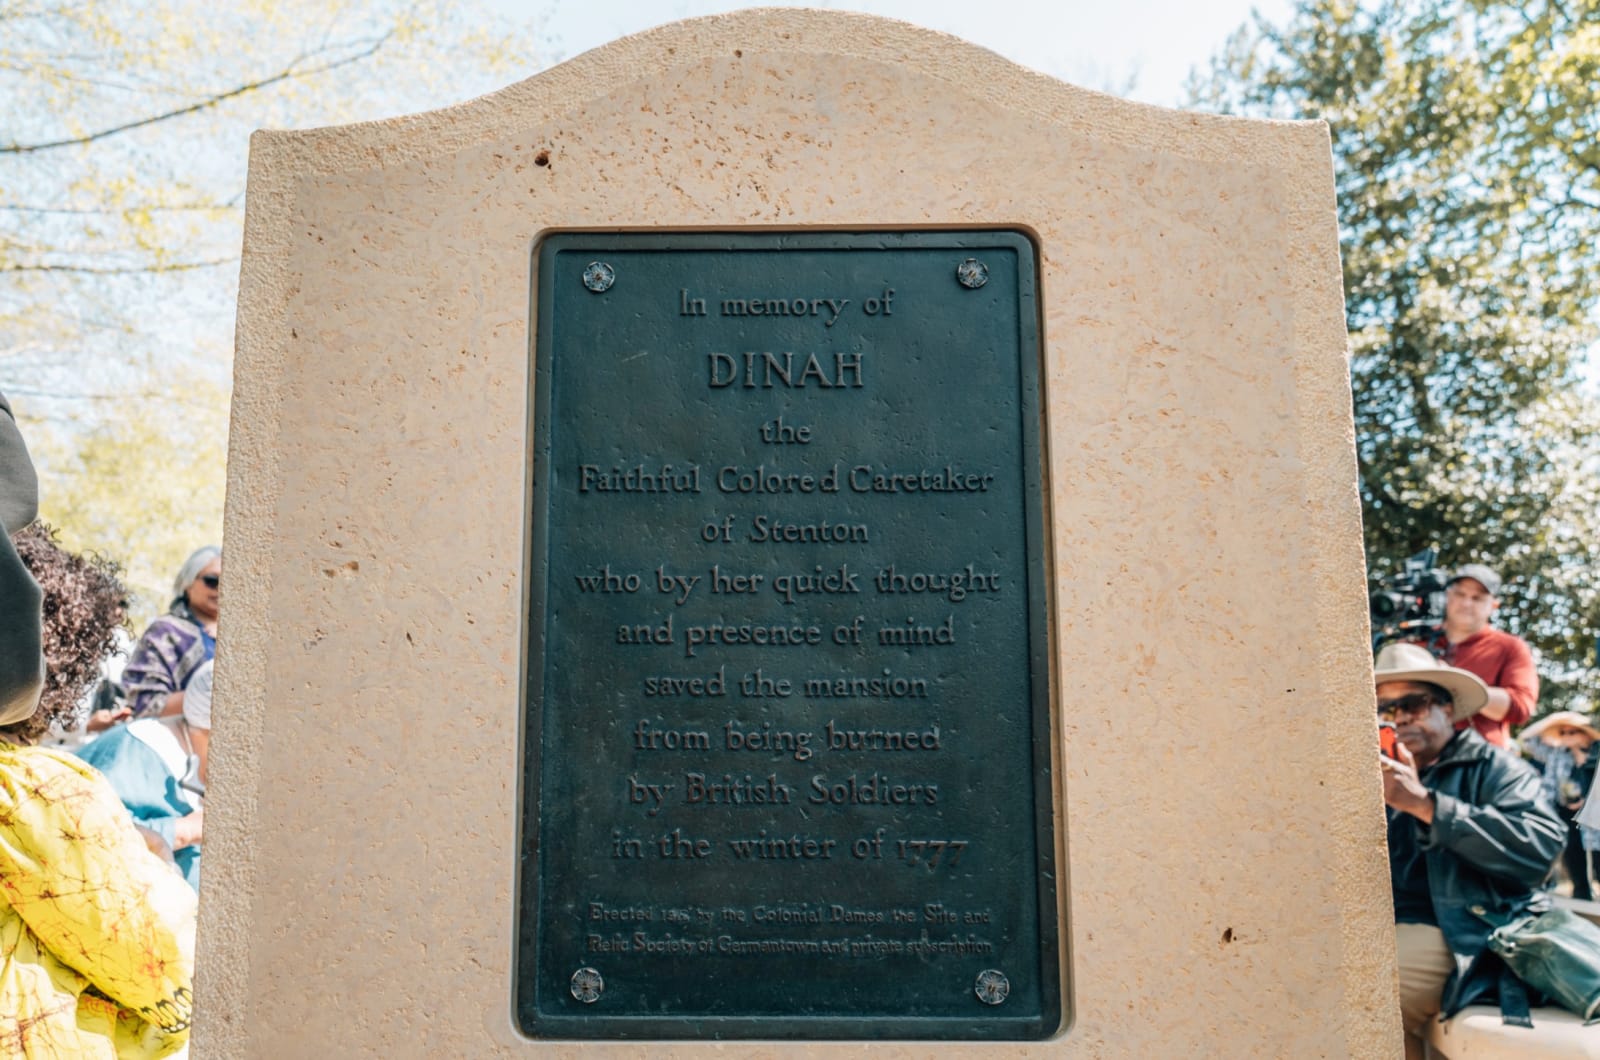 In memory of
DINAH
the
Faithful Colored Caretaker
of Stenton
who by her quick thought
and presence of mind
saved the mansion
from being burned
by British Soldiers
in the winter of 1777
Erected by the Colonial Dames the Site and
Relic Society of Germantown and private subscription